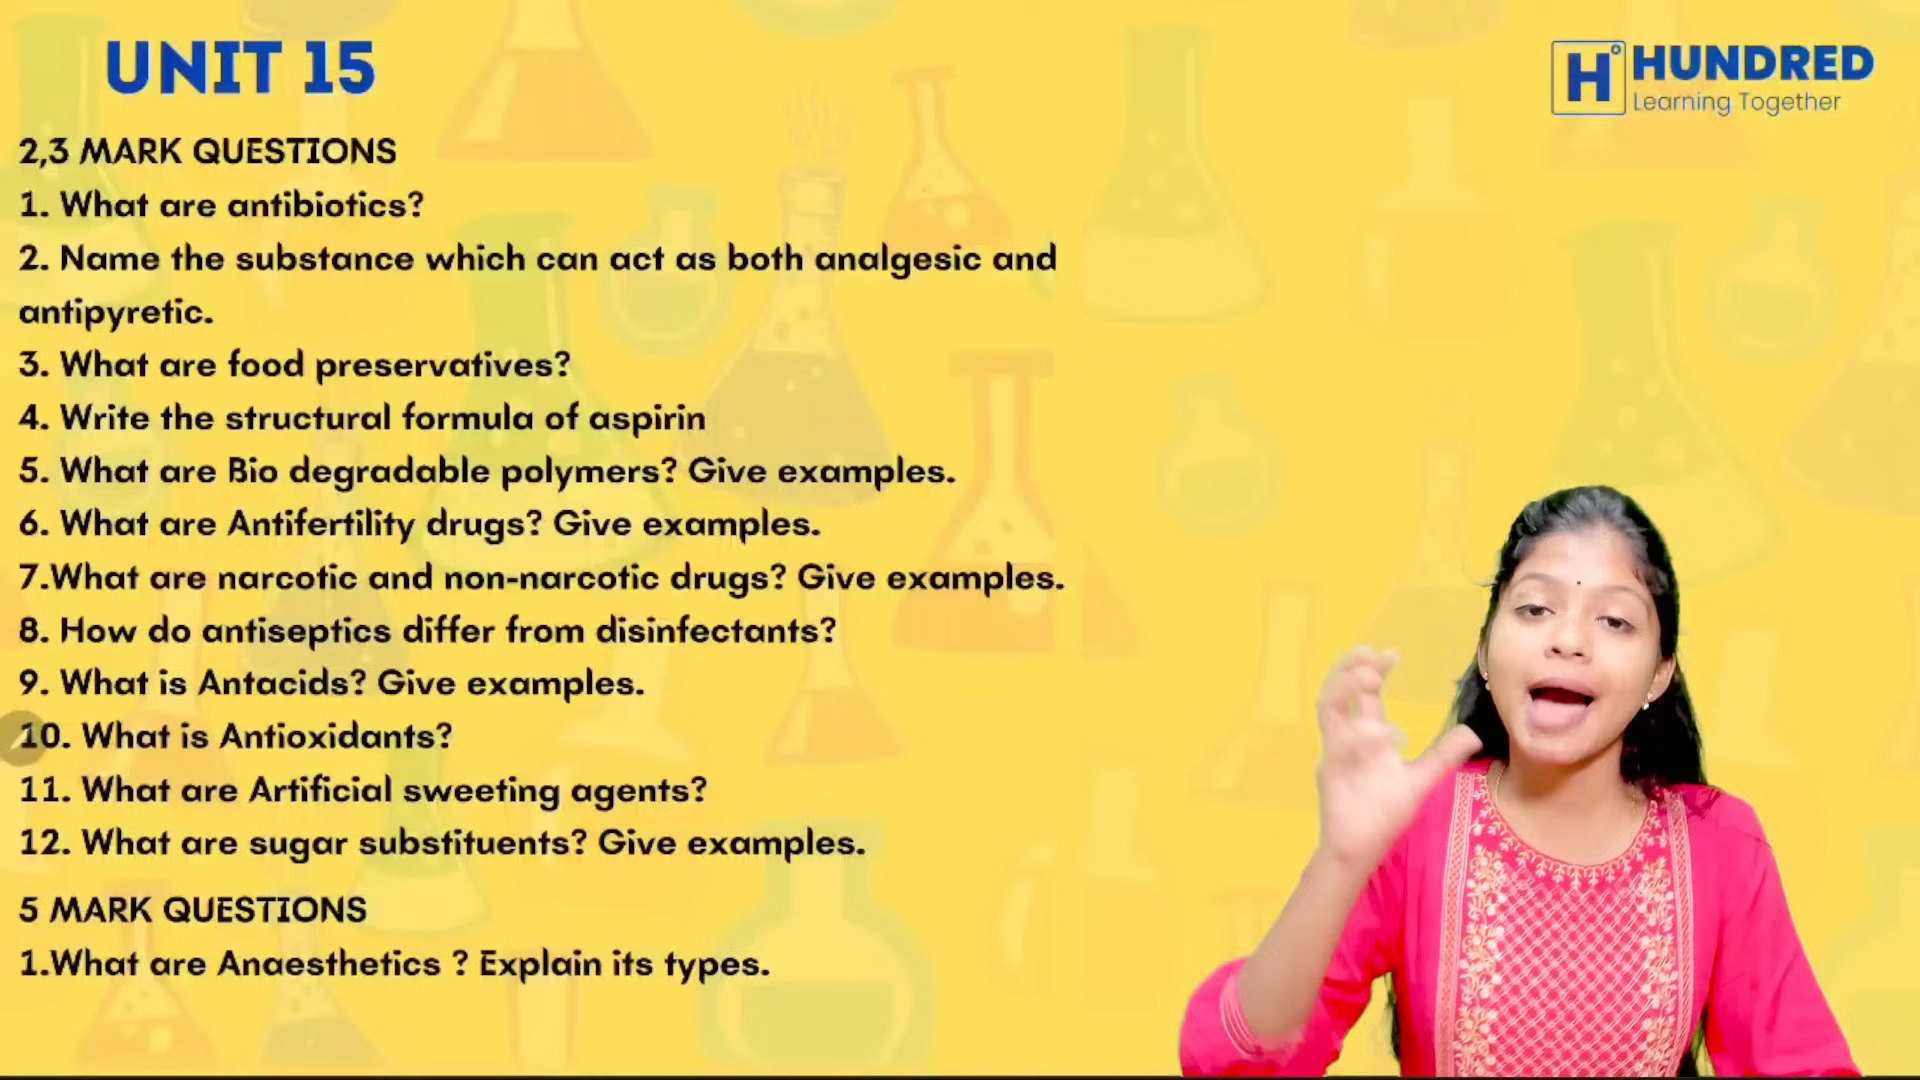 UNIT 15
H° HUNDRED
Learning Together
2,3 MARK QUESTIONS
1. What are antibiotics?
2. Name the substance which can act as both analgesic and
antipyretic.
3. What are food preservatives?
4. Write the structural formula of aspirin
5. What are Bio degradable polymers? Give examples.
6. What are Antifertility drugs? Give examples.
7.What are narcotic and non-narcotic drugs? Give examples.
8. How do antiseptics differ from disinfectants?
9. What is Antacids? Give examples.
10. What is Antioxidants?
11. What are Artificial sweeting agents?
12. What are sugar substituents? Give examples.
5 MARK QUESTIONS
1.What are Anaesthetics ? Explain its types.